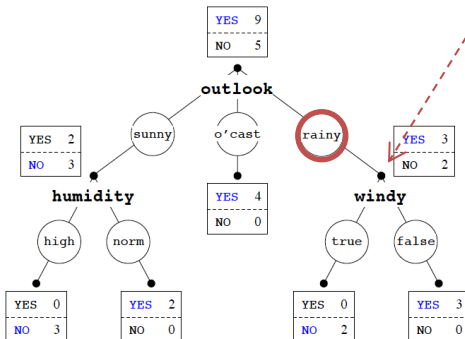 YES 9
NO 5
outlook
sunny
o'cast
rainy
YES 2
NO 3
YES 3
NO 2
YES 4
NO 0
humidity
windy
high
norm
true
false
YES 0
NO 3
YES 2
NO 0
YES 0
NO 2
YES 3
NO 0